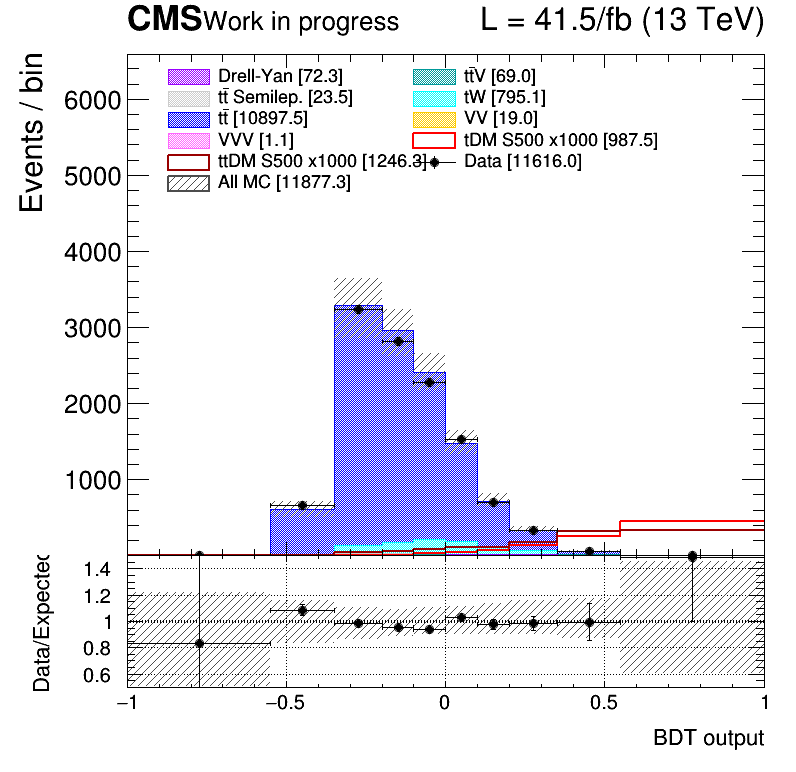 CMS Work in progress L = 41.5/fb (13 TeV)
Events / bin
Drell-Yan [72.3] tt̄V [69.0]
tt̄ Semilep. [23.5] tW [795.1]
tt̄ [10897.5] VV [19.0]
VVV [1.1] tDM S500 x1000 [987.5]
ttDM S500 x1000 [1246.3] Data [11616.0]
All MC [11877.3]
6000
5000
4000
3000
2000
1000
Data/Expected
1.4
1.2
1
0.8
0.6
−1 −0.5 0 0.5 1
BDT output